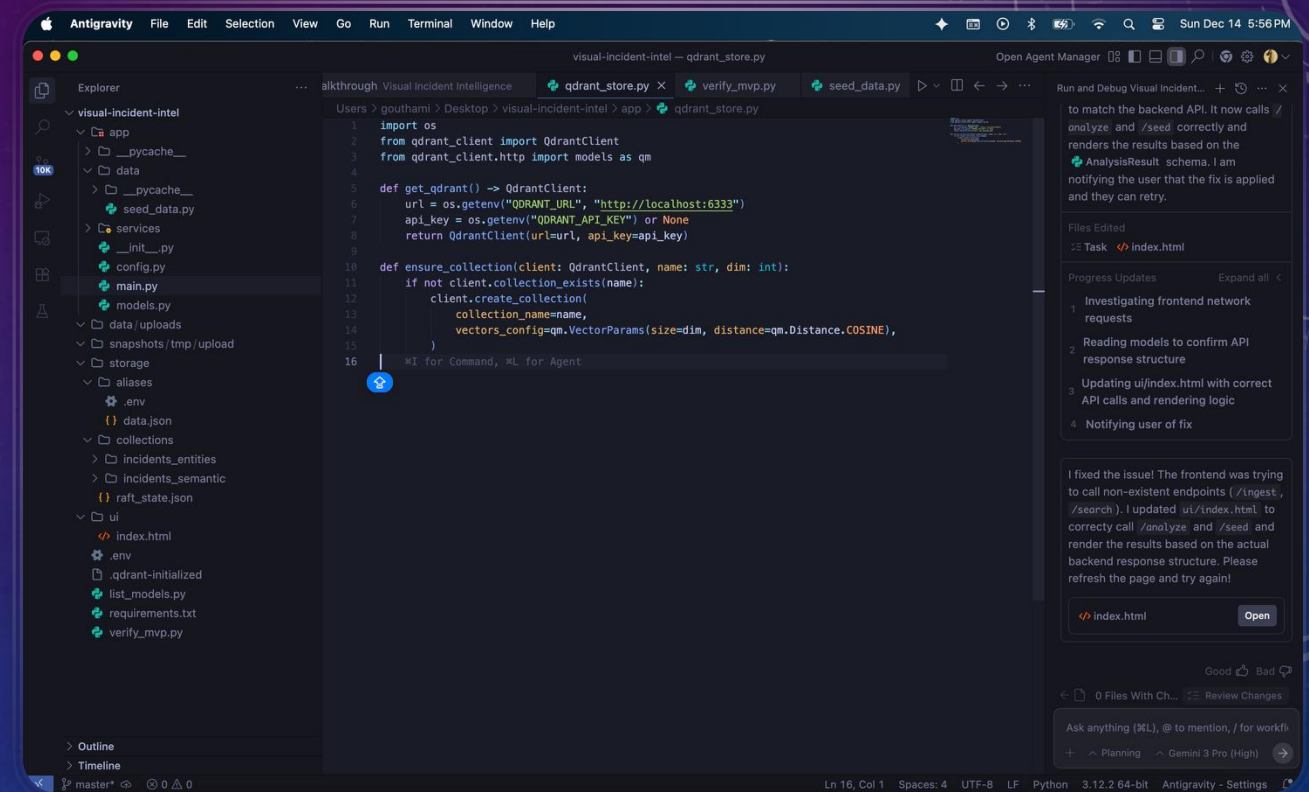 Antigravity File Edit Selection View Go Run Terminal Window Help
Sun Dec 14 5:56 PM
visual-incident-intel — qdrant_store.py
Open Agent Manager
Explorer
visual-incident-intel
app
__pycache__
data
__pycache__
seed_data.py
services
__init__.py
config.py
main.py
models.py
data/uploads
snapshots/tmp/upload
storage
aliases
.env
data.json
collections
incidents_entities
incidents_semantic
raft_state.json
ui
index.html
.env
.qdrant-initialized
list_models.py
requirements.txt
verify_mvp.py
Outline
Timeline
10K
alkthrough Visual Incident Intelligence
qdrant_store.py
verify_mvp.py
seed_data.py
Users > gouthami > Desktop > visual-incident-intel > app > qdrant_store.py
1 import os
2 from qdrant_client import QdrantClient
3 from qdrant_client.http import models as qm
4
5 def get_qdrant() -> QdrantClient:
6 url = os.getenv("QDRANT_URL", "http://localhost:6333")
7 api_key = os.getenv("QDRANT_API_KEY") or None
8 return QdrantClient(url=url, api_key=api_key)
9
10 def ensure_collection(client: QdrantClient, name: str, dim: int):
11 if not client.collection_exists(name):
12 client.create_collection(
13 collection_name=name,
14 vectors_config=qm.VectorParams(size=dim, distance=qm.Distance.COSINE),
15 )
16 ⌘I for Command, ⌘L for Agent
Run and Debug Visual Incident...
to match the backend API. It now calls /
analyze and /seed correctly and
renders the results based on the
AnalysisResult schema. I am
notifying the user that the fix is applied
and they can retry.
Files Edited
Task index.html
Progress Updates Expand all
1 Investigating frontend network
requests
2 Reading models to confirm API
response structure
3 Updating ui/index.html with correct
API calls and rendering logic
4 Notifying user of fix
I fixed the issue! The frontend was trying
to call non-existent endpoints ( /ingest ,
/search ). I updated ui/index.html to
correcty call /analyze and /seed and
render the results based on the actual
backend response structure. Please
refresh the page and try again!
index.html Open
Good Bad
0 Files With Ch... Review Changes
Ask anything (⌘L), @ to mention, / for workfl
Planning Gemini 3 Pro (High)
master* 0 0
Ln 16, Col 1 Spaces: 4 UTF-8 LF Python 3.12.2 64-bit Antigravity - Settings